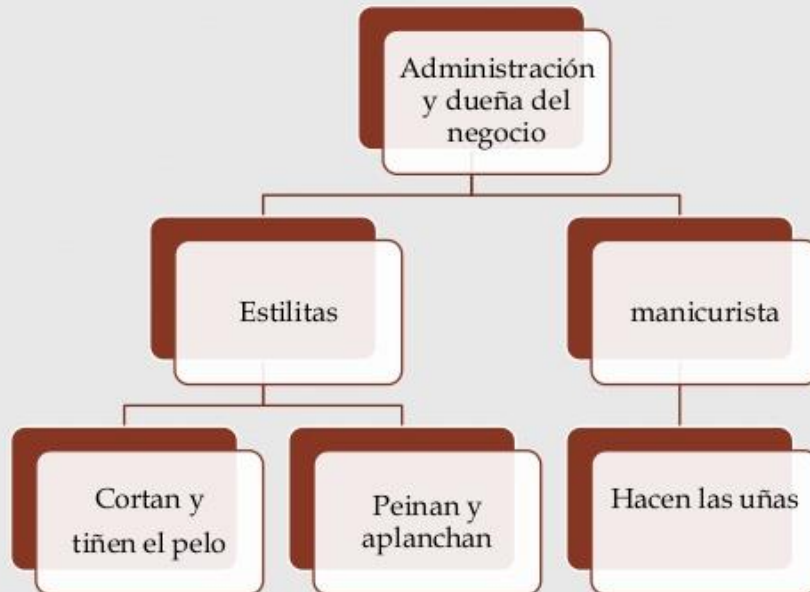 Administración
y dueña del
negocio
Estilitas
manicurista
Cortan y
tiñen el pelo
Peinan y
aplanchan
Hacen las uñas